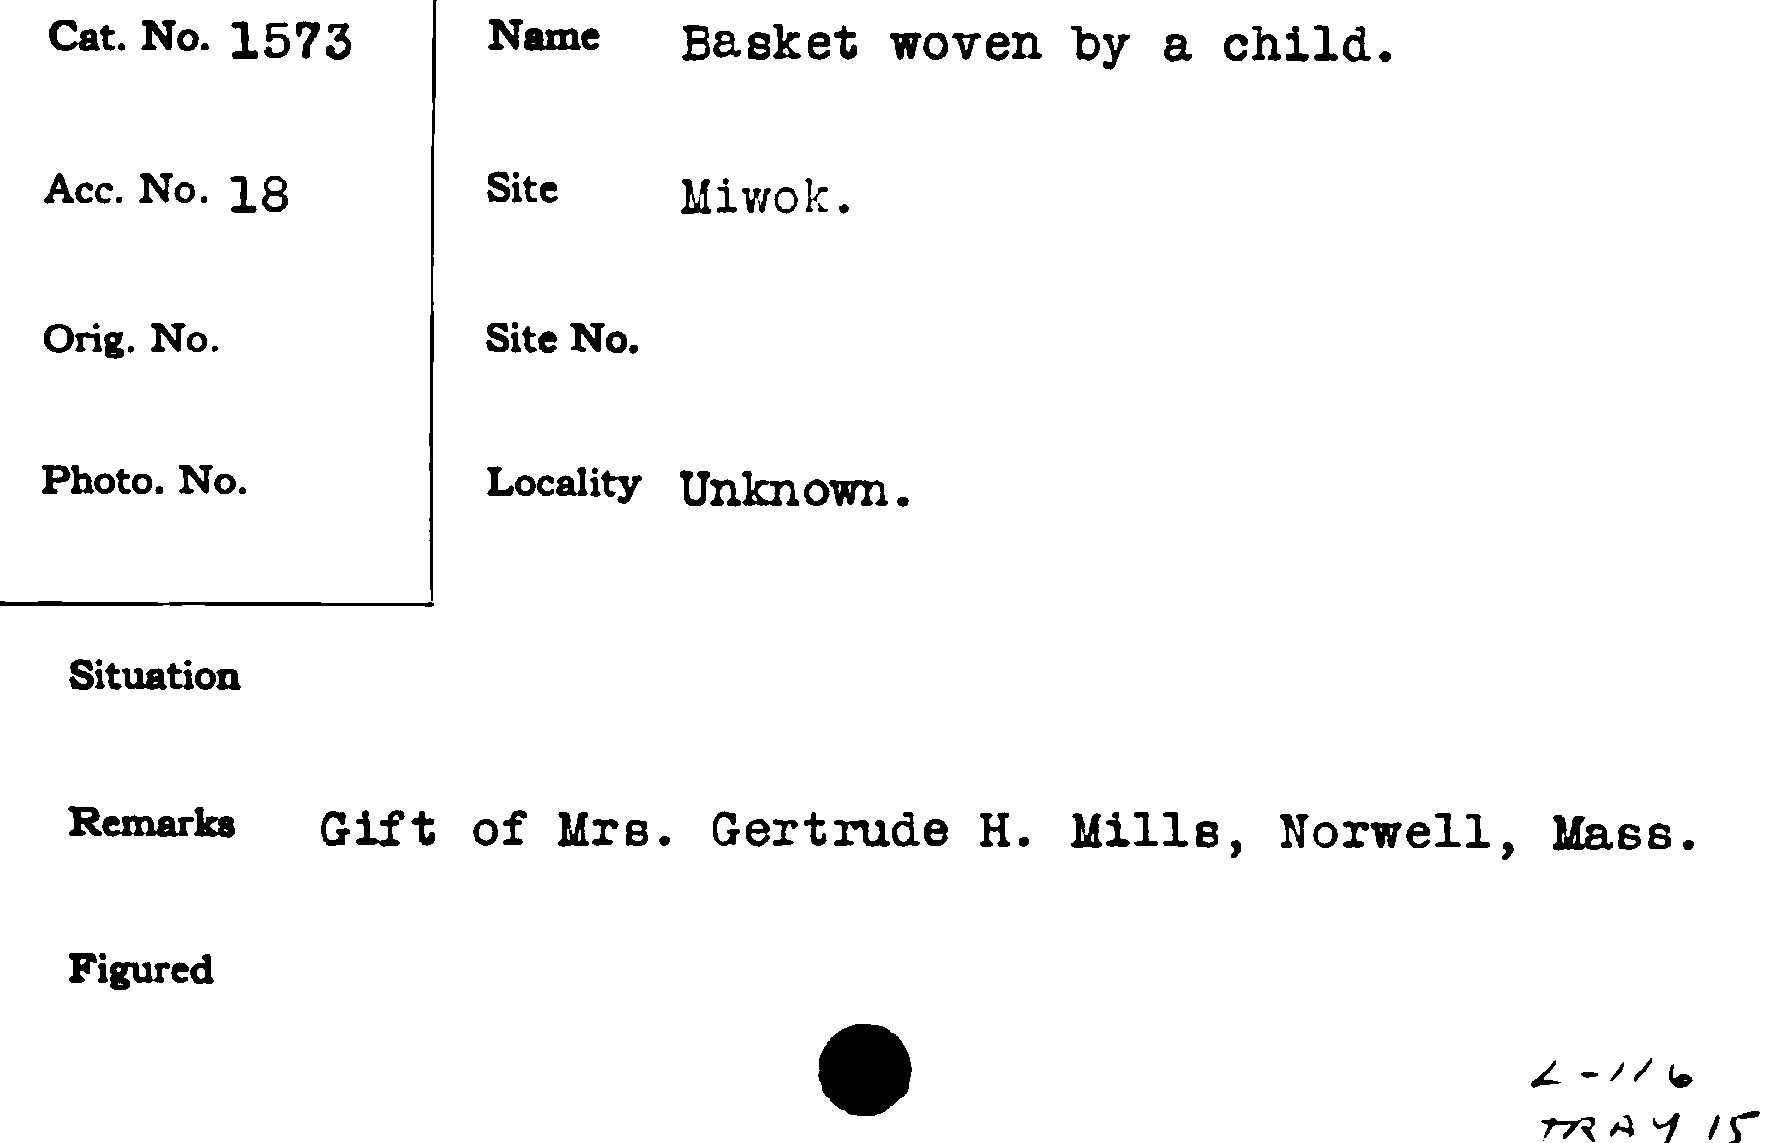 Cat. No. 1573
Name Basket woven by a child.
Acc. No. 18
Site Miwok.
Orig. No.
Site No.
Photo. No.
Locality Unknown.
Situation
Remarks Gift of Mrs. Gertrude H. Mills, Norwell, Mass.
Figured
L-116
TRAY 15